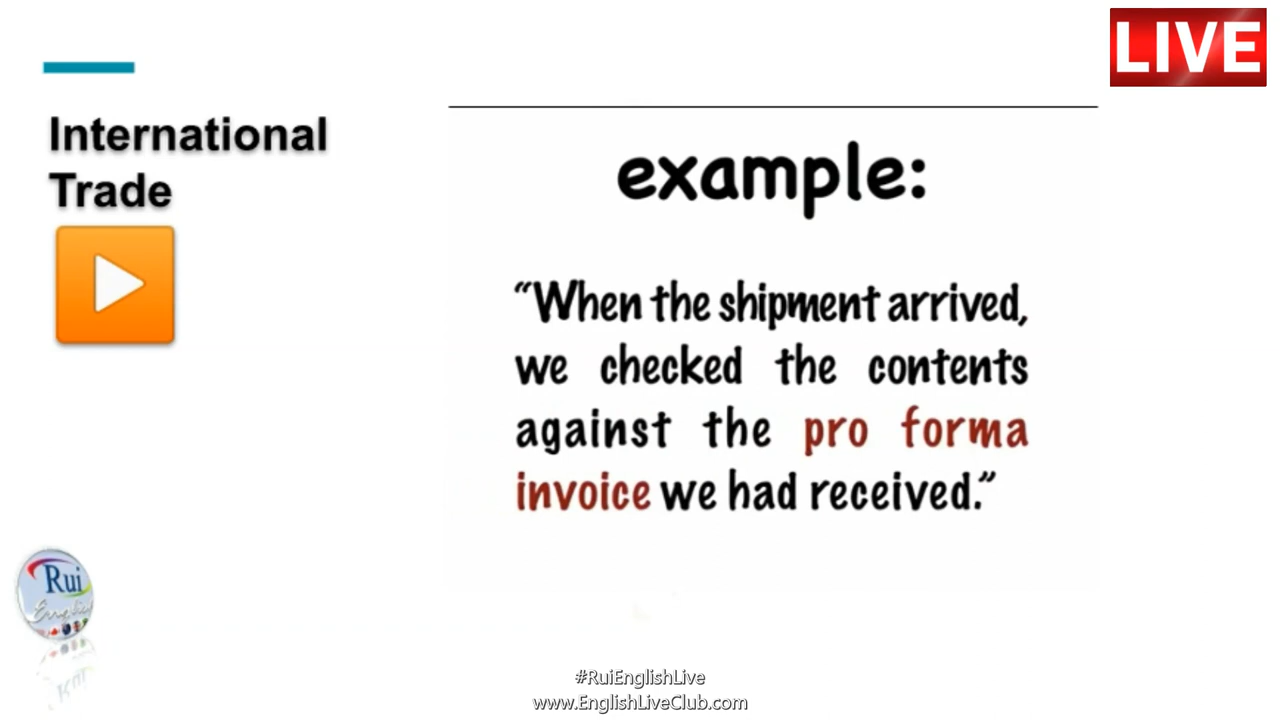 LIVE
International
Trade
example:
“When the shipment arrived,
we checked the contents
against the pro forma
invoice we had received.”
Rui
English
#RuiEnglishLive
www.EnglishLiveClub.com